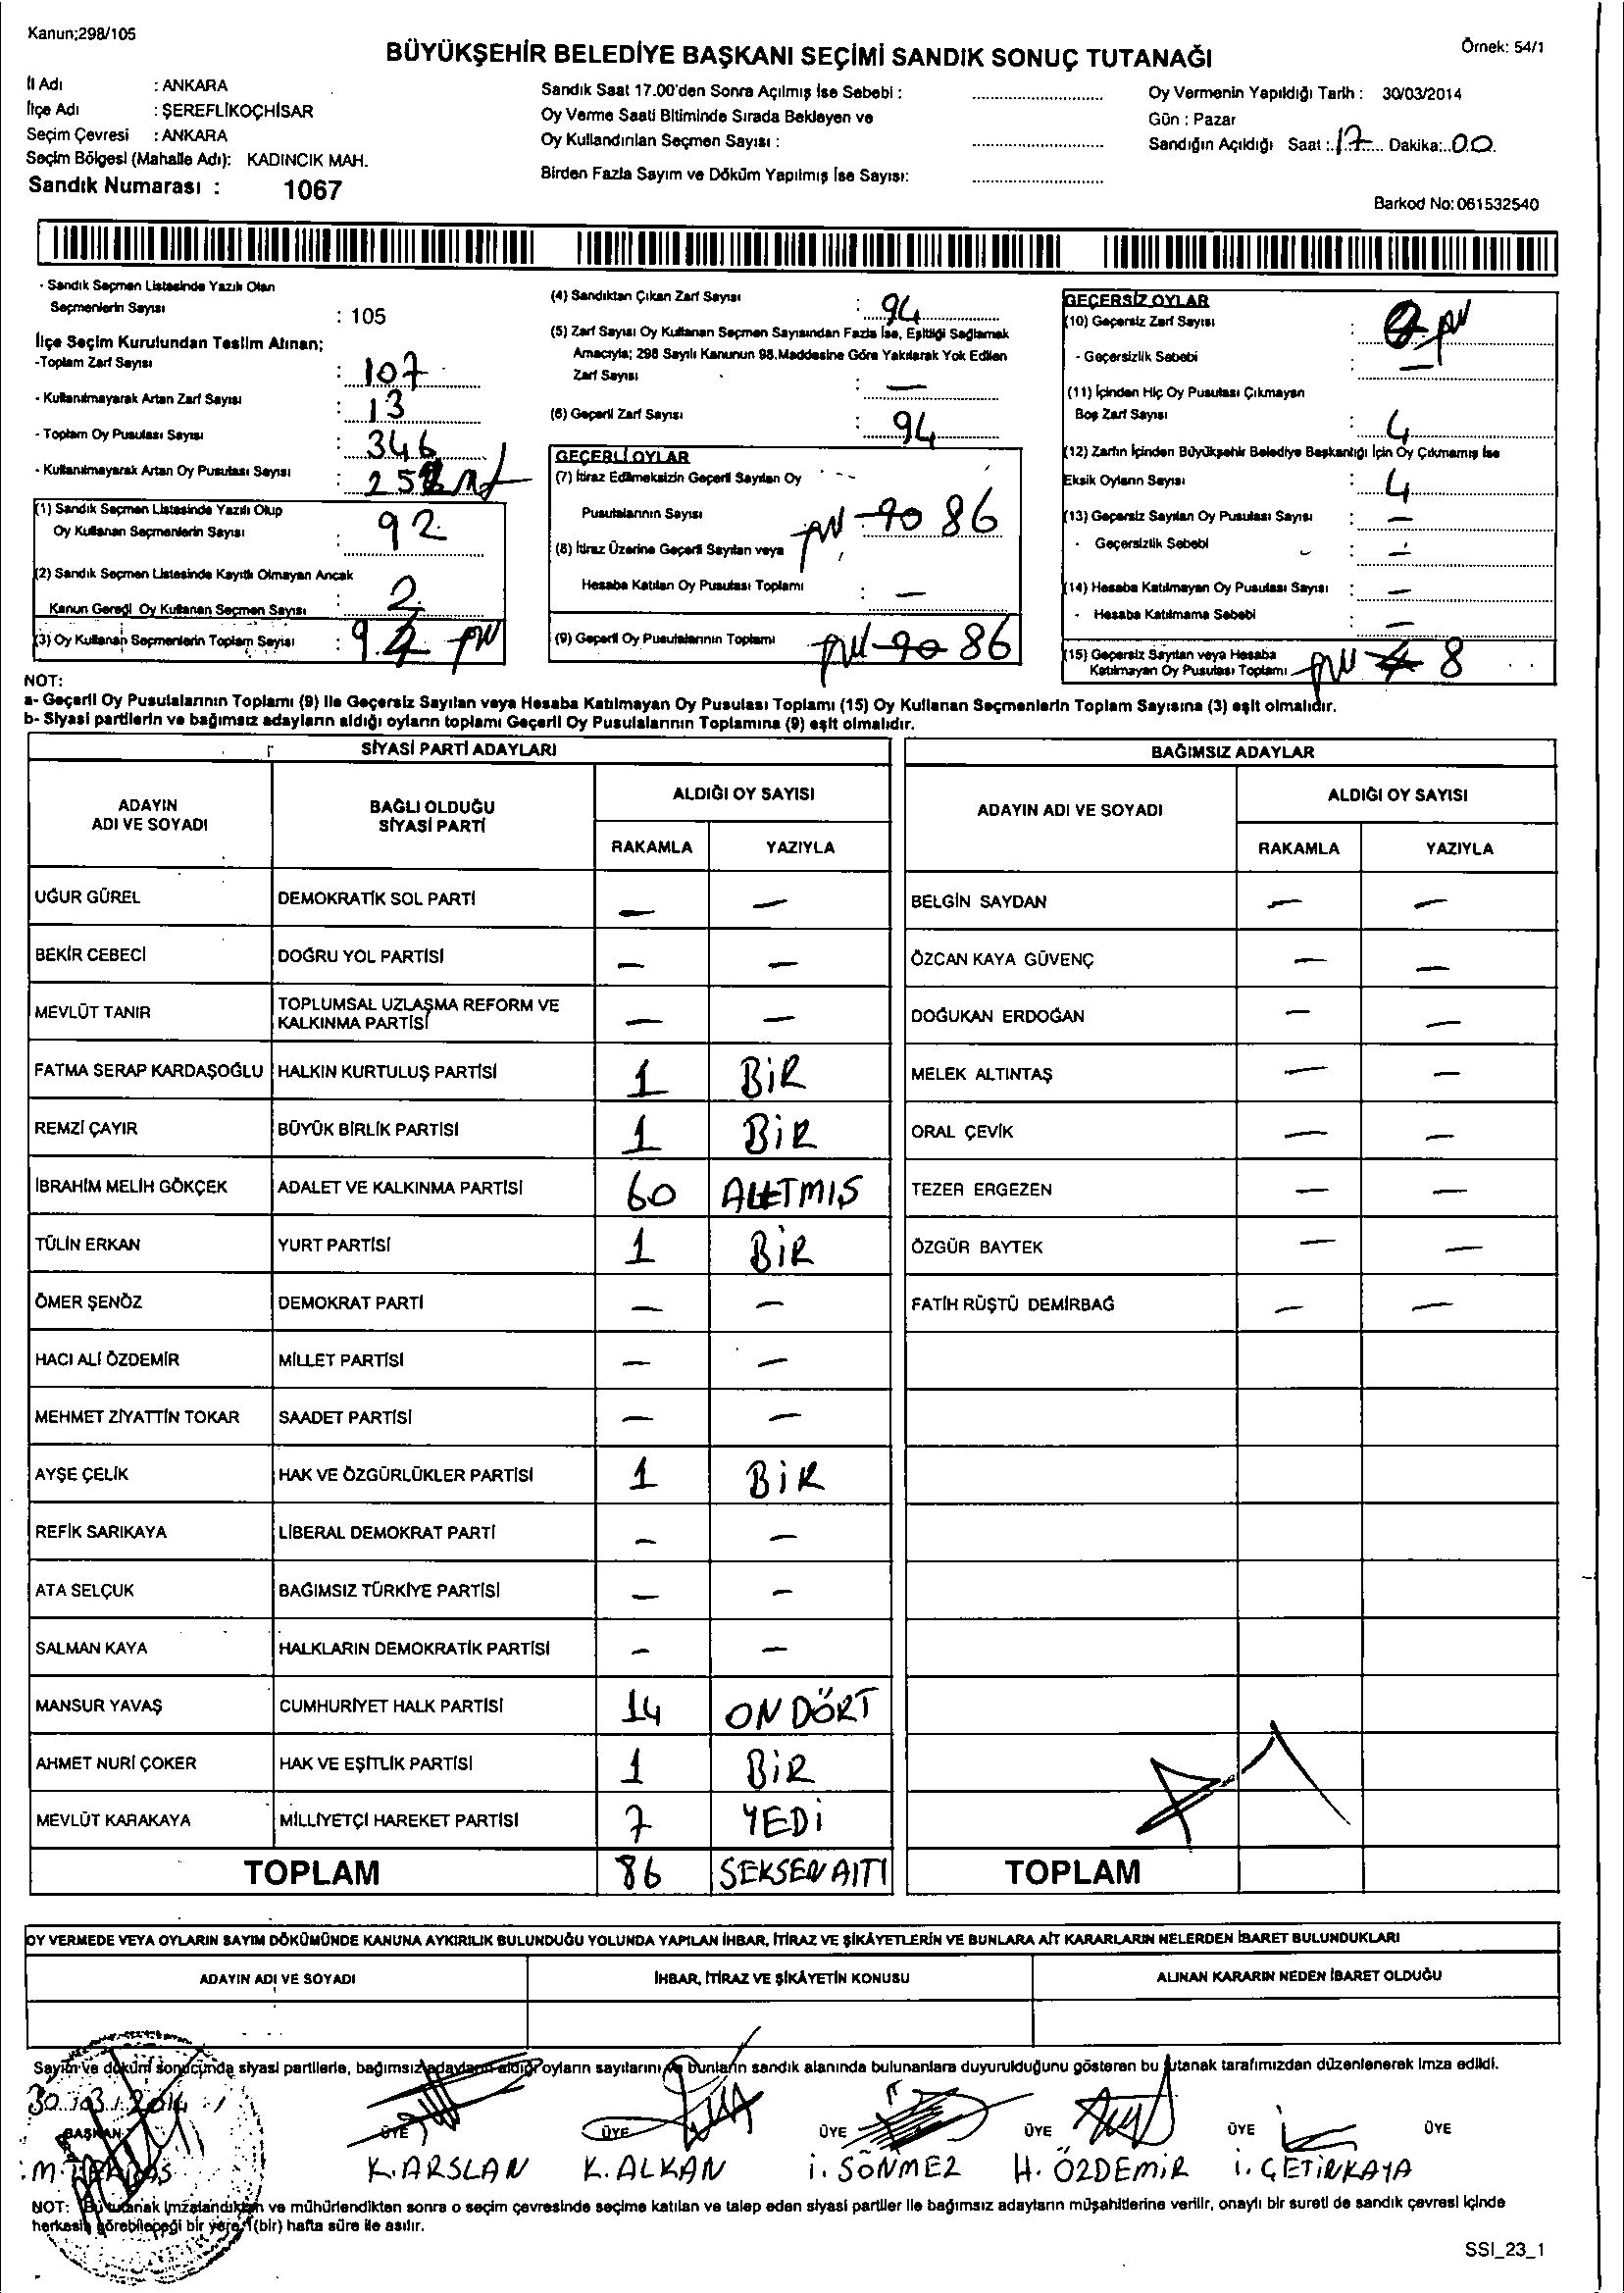 Kanun;298/105
Örnek: 54/1
BÜYÜKŞEHİR BELEDİYE BAŞKANI SEÇİMİ SANDIK SONUÇ TUTANAĞI
İl Adı : ANKARA
İlçe Adı : ŞEREFLİKOÇHİSAR
Seçim Çevresi : ANKARA
Seçim Bölgesi (Mahalle Adı): KADINCIK MAH.
Sandık Numarası : 1067
Sandık Saat 17.00'den Sonra Açılmış İse Sebebi :
Oy Verme Saati Bitiminde Sırada Bekleyen ve
Oy Kullandırılan Seçmen Sayısı :
Birden Fazla Sayım ve Döküm Yapılmış İse Sayısı:
Oy Vermenin Yapıldığı Tarih : 30/03/2014
Gün : Pazar
Sandığın Açıldığı Saat : 17 Dakika: 00
Barkod No: 061532540
- Sandık Seçmen Listesinde Yazılı Olan
Seçmenlerin Sayısı : 105
İlçe Seçim Kurulundan Teslim Alınan;
-Toplam Zarf Sayısı : 107
- Kullanılmayarak Artan Zarf Sayısı : 13
- Toplam Oy Pusulası Sayısı : 346
- Kullanılmayarak Artan Oy Pusulası Sayısı :
(1) Sandık Seçmen Listesinde Yazılı Olup
Oy Kullanan Seçmenlerin Sayısı : 92
(2) Sandık Seçmen Listesinde Kayıtlı Olmayan Ancak
Kanun Gereği Oy Kullanan Seçmen Sayısı : 2
(3) Oy Kullanan Seçmenlerin Toplam Sayısı : 94
(4) Sandıktan Çıkan Zarf Sayısı : 94
(5) Zarf Sayısı Oy Kullanan Seçmen Sayısından Fazla İse, Eşitliği Sağlamak
Amacıyla; 298 Sayılı Kanunun 98.Maddesine Göre Yakılarak Yok Edilen
Zarf Sayısı : —
(6) Geçerli Zarf Sayısı : 94
GEÇERLİ OYLAR
(7) İtiraz Edilmeksizin Geçerli Sayılan Oy
Pusulalarının Sayısı : 90 86
(8) İtiraz Üzerine Geçerli Sayılan veya
Hesaba Katılan Oy Pusulası Toplamı : —
(9) Geçerli Oy Pusulalarının Toplamı 90 86
GEÇERSİZ OYLAR
(10) Geçersiz Zarf Sayısı :
- Geçersizlik Sebebi : —
(11) İçinden Hiç Oy Pusulası Çıkmayan
Boş Zarf Sayısı : 4
(12) Zarfın İçinden Büyükşehir Belediye Başkanlığı İçin Oy Çıkmamış İse
Eksik Oyların Sayısı : 4
(13) Geçersiz Sayılan Oy Pusulası Sayısı : —
- Geçersizlik Sebebi : —
(14) Hesaba Katılmayan Oy Pusulası Sayısı : —
- Hesaba Katılmama Sebebi : —
(15) Geçersiz Sayılan veya Hesaba
Katılmayan Oy Pusulası Toplamı 4 8
NOT:
a- Geçerli Oy Pusulalarının Toplamı (9) İle Geçersiz Sayılan veya Hesaba Katılmayan Oy Pusulası Toplamı (15) Oy Kullanan Seçmenlerin Toplam Sayısına (3) eşit olmalıdır.
b- Siyasi partilerin ve bağımsız adayların aldığı oyların toplamı Geçerli Oy Pusulalarının Toplamına (9) eşit olmalıdır.
SİYASİ PARTİ ADAYLARI
ADAYIN ADI VE SOYADI
BAĞLI OLDUĞU SİYASİ PARTİ
ALDIĞI OY SAYISI
RAKAMLA YAZIYLA
UĞUR GÜREL DEMOKRATİK SOL PARTİ — —
BEKİR CEBECİ DOĞRU YOL PARTİSİ — —
MEVLÜT TANIR TOPLUMSAL UZLAŞMA REFORM VE KALKINMA PARTİSİ — —
FATMA SERAP KARDAŞOĞLU HALKIN KURTULUŞ PARTİSİ 1 BİR
REMZİ ÇAYIR BÜYÜK BİRLİK PARTİSİ 1 BİR
İBRAHİM MELİH GÖKÇEK ADALET VE KALKINMA PARTİSİ 60 ALTMIŞ
TÜLİN ERKAN YURT PARTİSİ 1 BİR
ÖMER ŞENÖZ DEMOKRAT PARTİ — —
HACI ALİ ÖZDEMİR MİLLET PARTİSİ — —
MEHMET ZİYATTİN TOKAR SAADET PARTİSİ — —
AYŞE ÇELİK HAK VE ÖZGÜRLÜKLER PARTİSİ 1 BİR
REFİK SARIKAYA LİBERAL DEMOKRAT PARTİ — —
ATA SELÇUK BAĞIMSIZ TÜRKİYE PARTİSİ — —
SALMAN KAYA HALKLARIN DEMOKRATİK PARTİSİ — —
MANSUR YAVAŞ CUMHURİYET HALK PARTİSİ 14 ON DÖRT
AHMET NURİ ÇOKER HAK VE EŞİTLİK PARTİSİ 1 BİR
MEVLÜT KARAKAYA MİLLİYETÇİ HAREKET PARTİSİ 7 YEDİ
TOPLAM 86 SEKSEN AlTI
BAĞIMSIZ ADAYLAR
ADAYIN ADI VE SOYADI
ALDIĞI OY SAYISI
RAKAMLA YAZIYLA
BELGİN SAYDAN — —
ÖZCAN KAYA GÜVENÇ — —
DOĞUKAN ERDOĞAN — —
MELEK ALTINTAŞ — —
ORAL ÇEVİK — —
TEZER ERGEZEN — —
ÖZGÜR BAYTEK — —
FATİH RÜŞTÜ DEMİRBAĞ — —
TOPLAM
OY VERMEDE VEYA OYLARIN SAYIM DÖKÜMÜNDE KANUNA AYKIRILIK BULUNDUĞU YOLUNDA YAPILAN İHBAR, İTİRAZ VE ŞİKÂYETLERİN VE BUNLARA AİT KARARLARIN NELERDEN İBARET BULUNDUKLARI
ADAYIN ADI VE SOYADI
İHBAR, İTİRAZ VE ŞİKÂYETİN KONUSU
ALINAN KARARIN NEDEN İBARET OLDUĞU
Sayım ve döküm sonucunda siyasi partilerle, bağımsız adayların aldığı oyların sayılarını ve bunların sandık alanında bulunanlara duyurulduğunu gösteren bu tutanak tarafımızdan düzenlenerek imza edildi.
30.03.2014
BAŞKAN ÜYE ÜYE ÜYE ÜYE ÜYE ÜYE
K. ARSLAN K. ALKAN İ. SÖNMEZ H. ÖZDEMİR İ. ÇETİNKAYA
NOT: Bu tutanak imzalandıktan ve mühürlendikten sonra o seçim çevresinde seçime katılan ve talep eden siyasi partiler ile bağımsız adayların müşahitlerine verilir, onaylı bir sureti de sandık çevresi içinde
herkesin görebileceği bir yere 1(bir) hafta süre ile asılır.
SSI_23_1